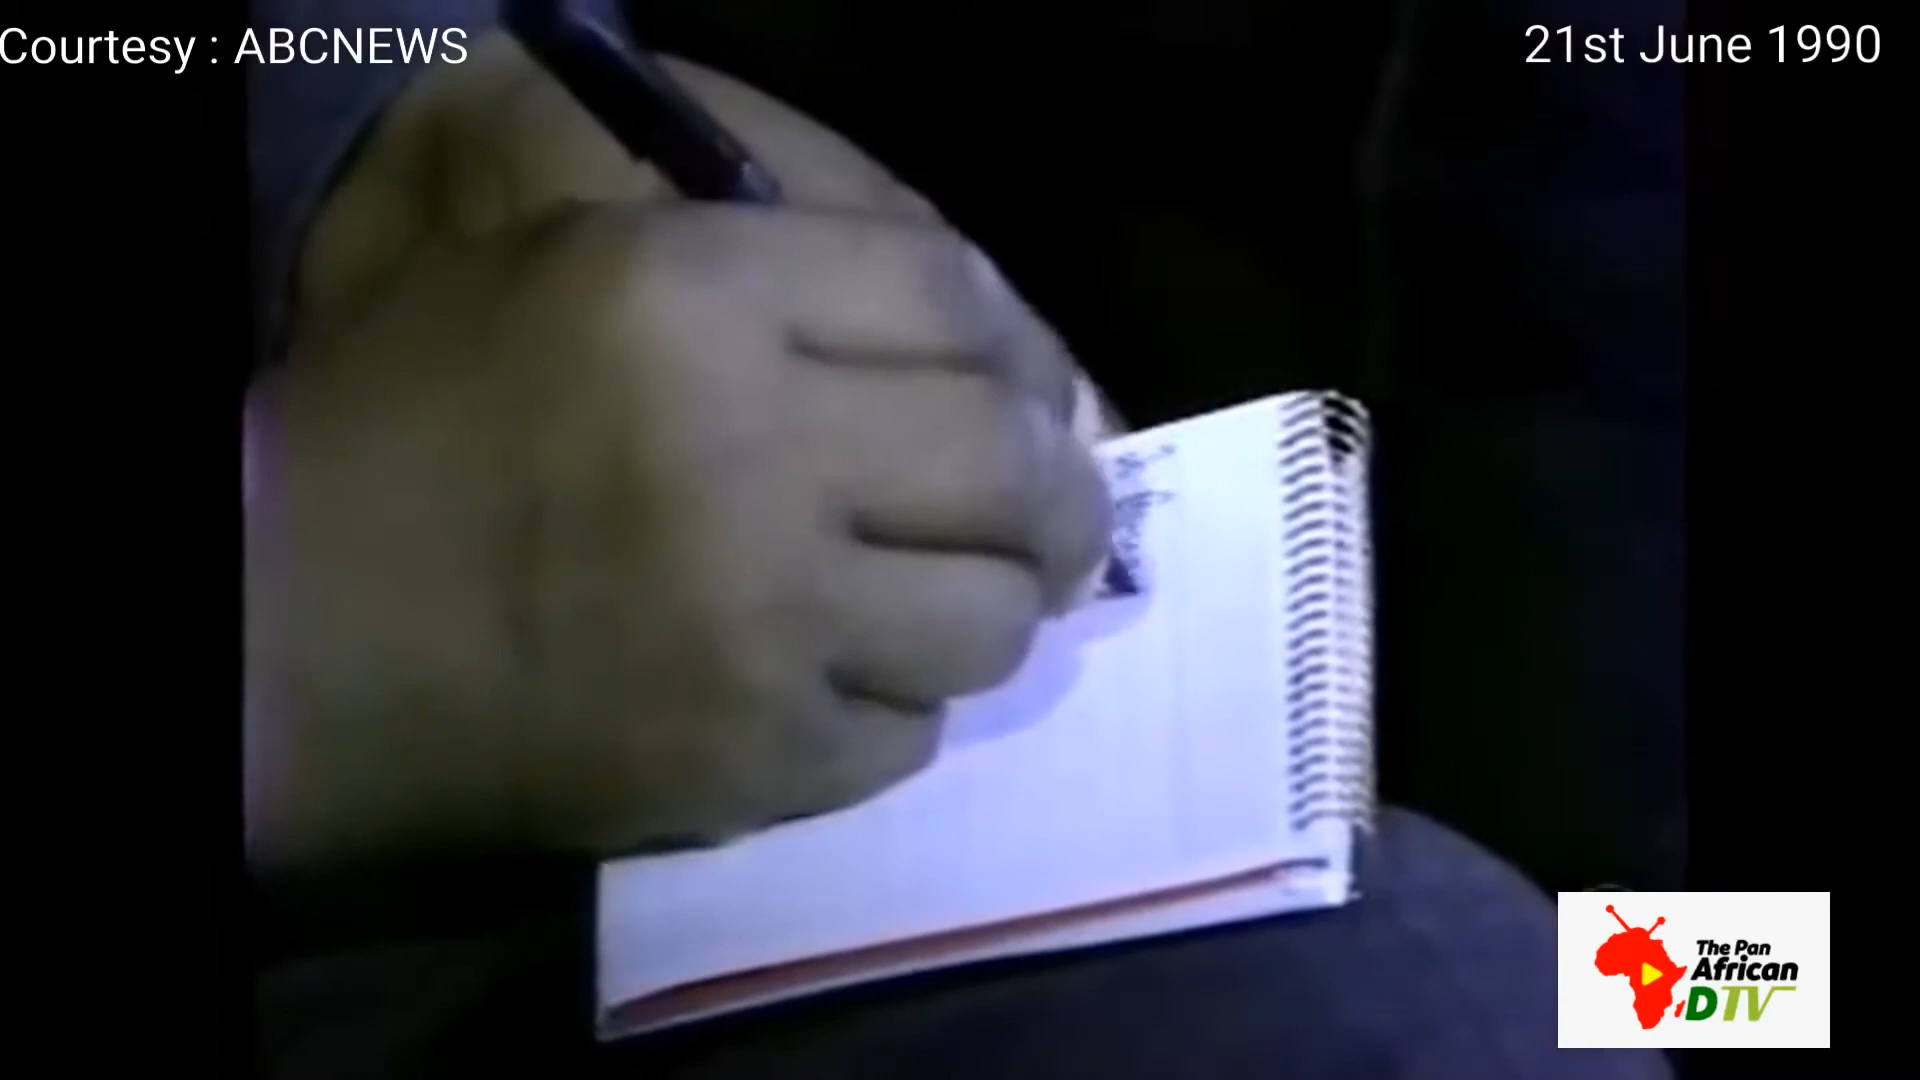 Courtesy : ABCNEWS
21st June 1990
The Pan
African
DTV